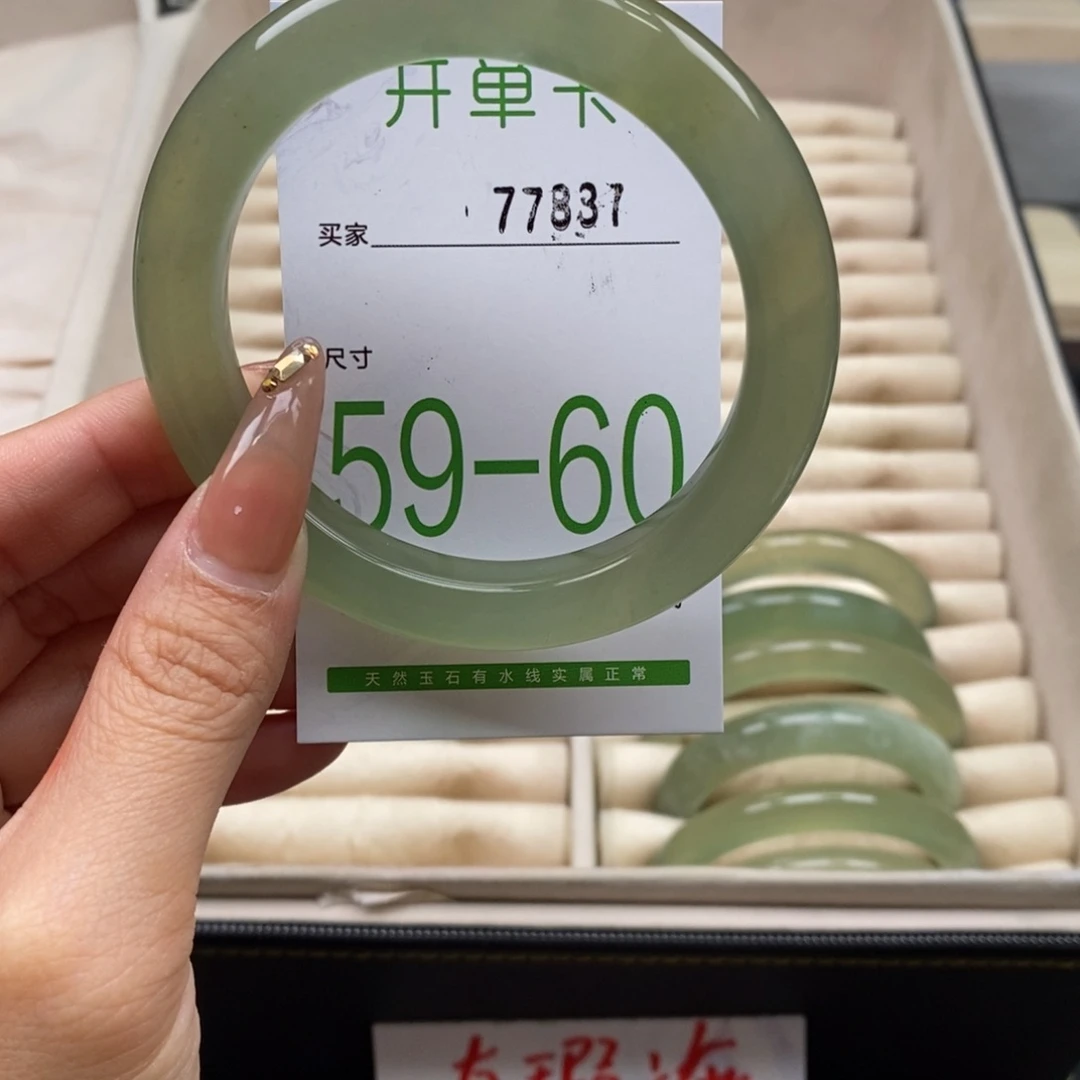 开单卡
77837
买家
尺寸
59-60
天然玉石有水线实属正常